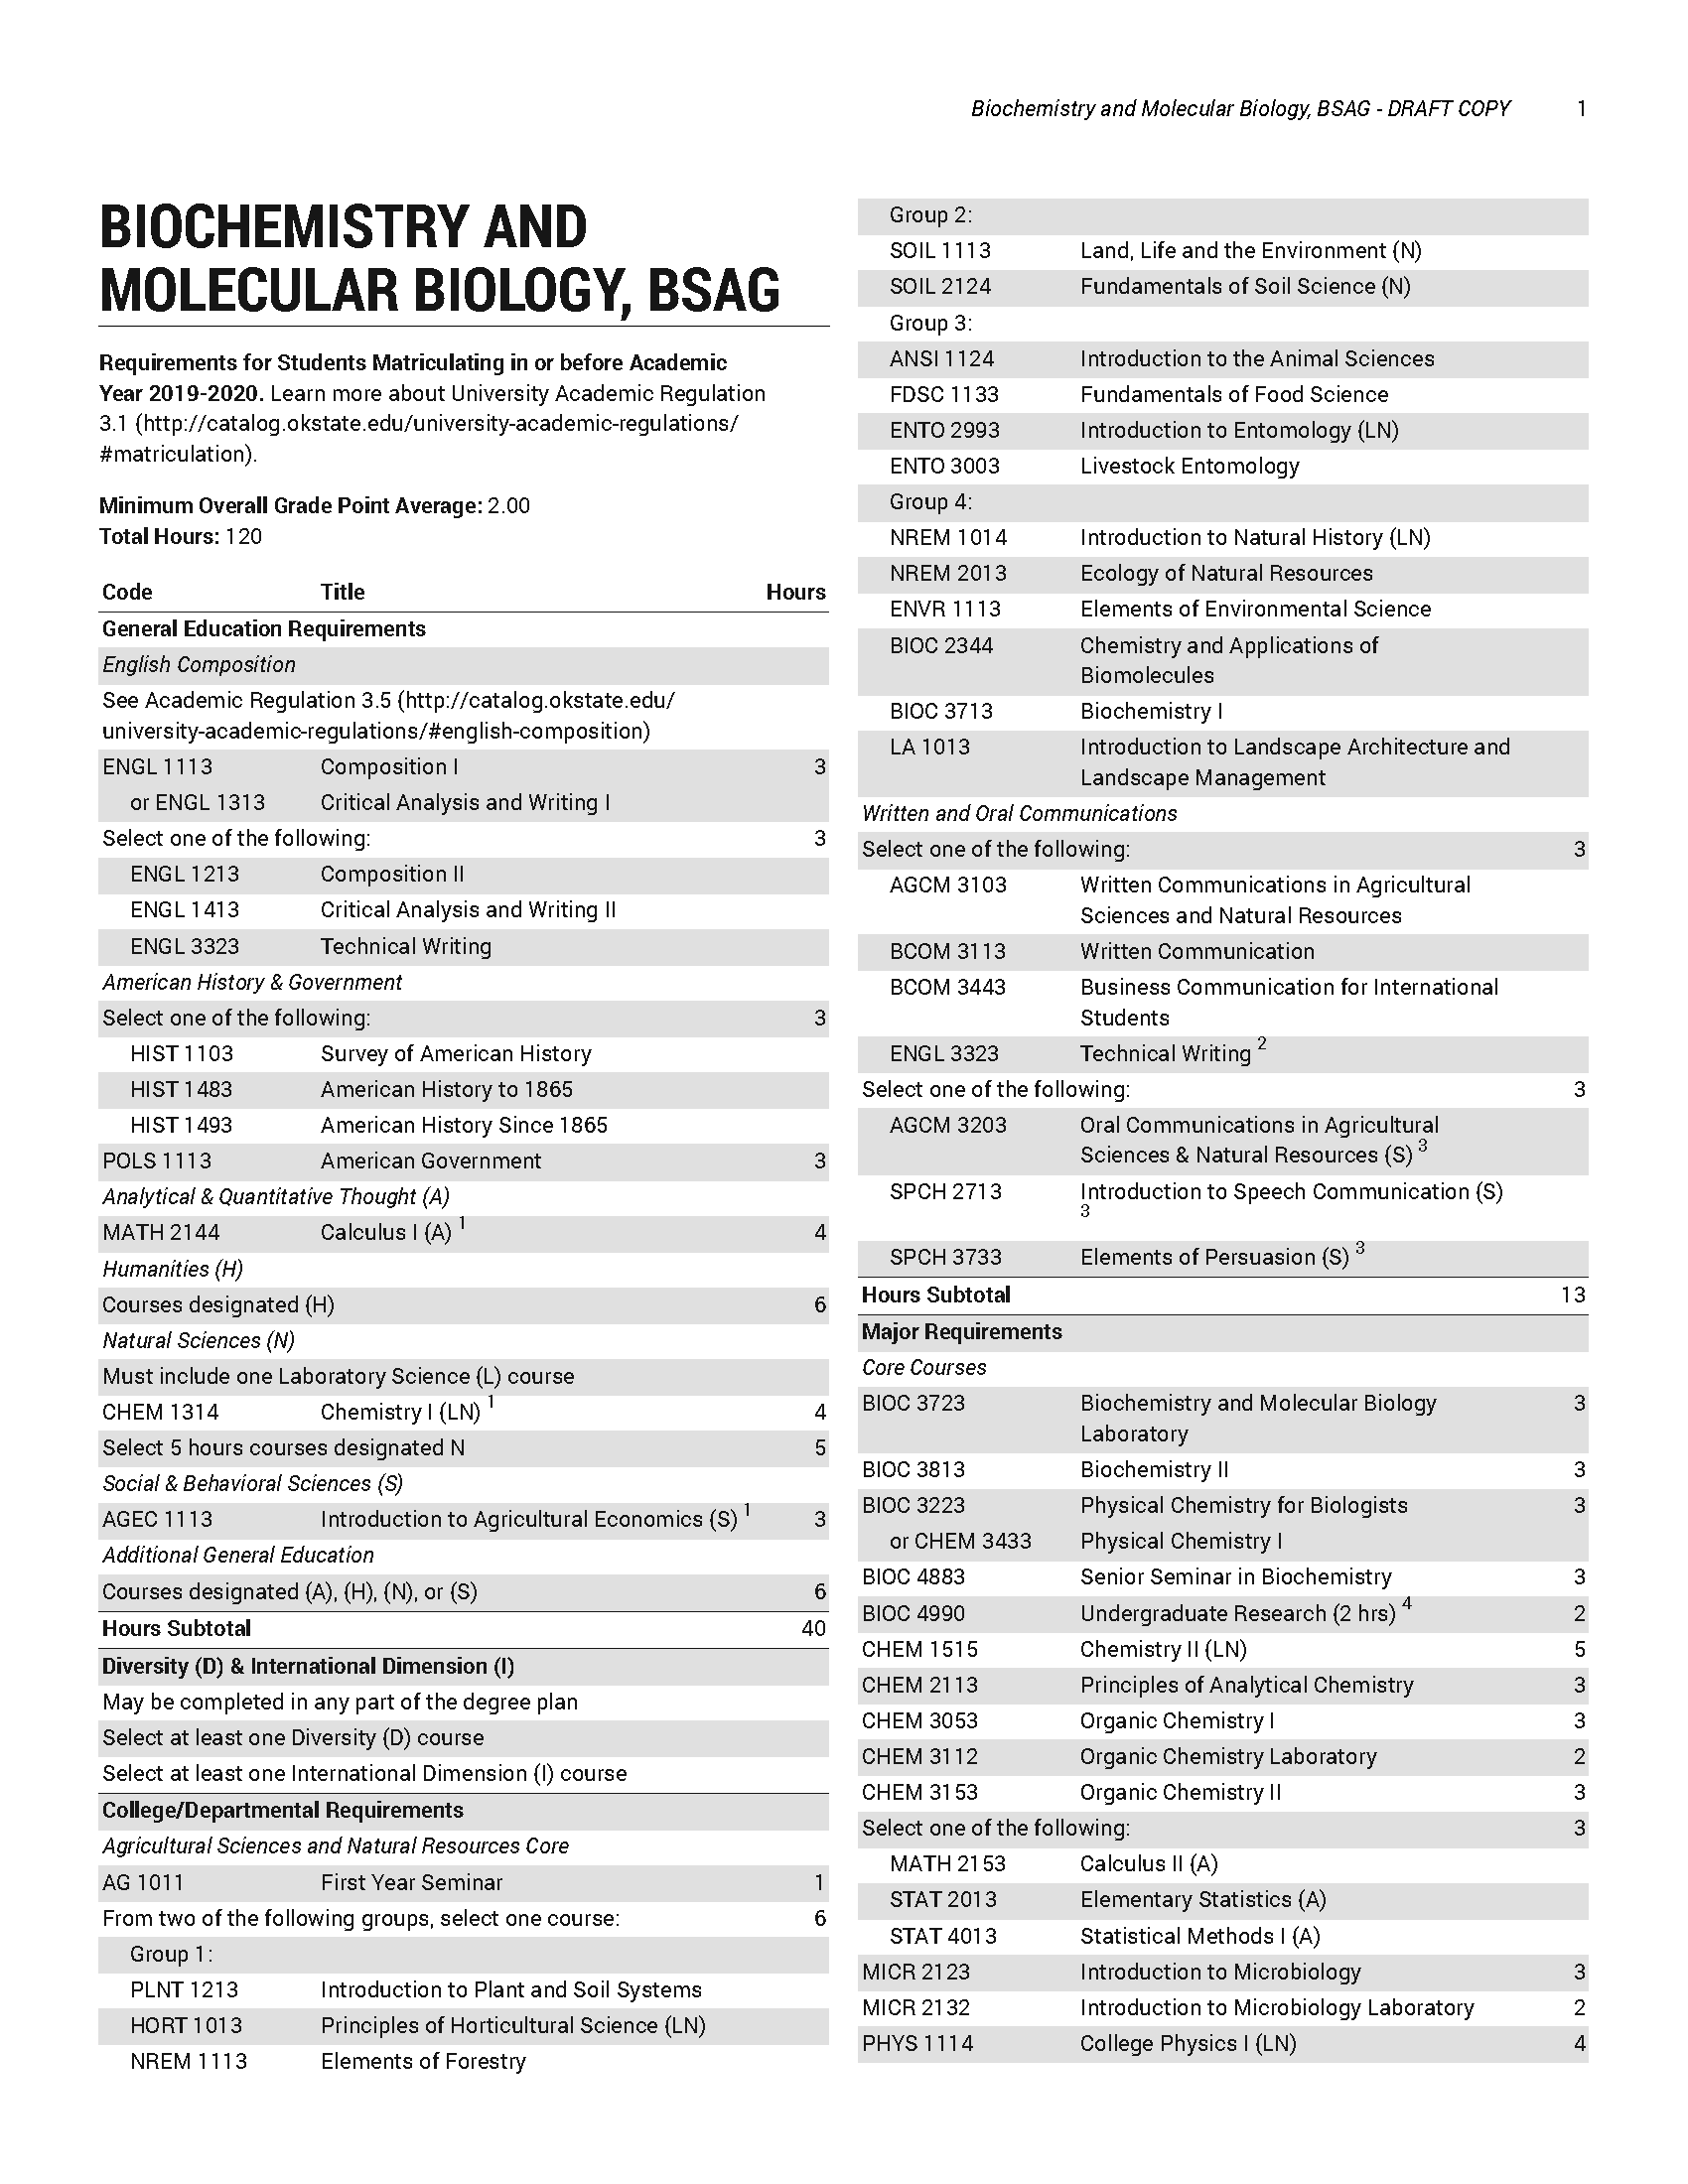 Biochemistry and Molecular Biology, BSAG - DRAFT COPY 1
BIOCHEMISTRY AND
MOLECULAR BIOLOGY, BSAG
Requirements for Students Matriculating in or before Academic
Year 2019-2020. Learn more about University Academic Regulation
3.1 (http://catalog.okstate.edu/university-academic-regulations/
#matriculation).
Minimum Overall Grade Point Average: 2.00
Total Hours: 120
Code Title Hours
General Education Requirements
English Composition
See Academic Regulation 3.5 (http://catalog.okstate.edu/
university-academic-regulations/#english-composition)
ENGL 1113 Composition I 3
or ENGL 1313 Critical Analysis and Writing I
Select one of the following: 3
ENGL 1213 Composition II
ENGL 1413 Critical Analysis and Writing II
ENGL 3323 Technical Writing
American History & Government
Select one of the following: 3
HIST 1103 Survey of American History
HIST 1483 American History to 1865
HIST 1493 American History Since 1865
POLS 1113 American Government 3
Analytical & Quantitative Thought (A)
MATH 2144 Calculus I (A) 1 4
Humanities (H)
Courses designated (H) 6
Natural Sciences (N)
Must include one Laboratory Science (L) course
CHEM 1314 Chemistry I (LN) 1 4
Select 5 hours courses designated N 5
Social & Behavioral Sciences (S)
AGEC 1113 Introduction to Agricultural Economics (S) 1 3
Additional General Education
Courses designated (A), (H), (N), or (S) 6
Hours Subtotal 40
Diversity (D) & International Dimension (I)
May be completed in any part of the degree plan
Select at least one Diversity (D) course
Select at least one International Dimension (I) course
College/Departmental Requirements
Agricultural Sciences and Natural Resources Core
AG 1011 First Year Seminar 1
From two of the following groups, select one course: 6
Group 1:
PLNT 1213 Introduction to Plant and Soil Systems
HORT 1013 Principles of Horticultural Science (LN)
NREM 1113 Elements of Forestry
Group 2:
SOIL 1113 Land, Life and the Environment (N)
SOIL 2124 Fundamentals of Soil Science (N)
Group 3:
ANSI 1124 Introduction to the Animal Sciences
FDSC 1133 Fundamentals of Food Science
ENTO 2993 Introduction to Entomology (LN)
ENTO 3003 Livestock Entomology
Group 4:
NREM 1014 Introduction to Natural History (LN)
NREM 2013 Ecology of Natural Resources
ENVR 1113 Elements of Environmental Science
BIOC 2344 Chemistry and Applications of
Biomolecules
BIOC 3713 Biochemistry I
LA 1013 Introduction to Landscape Architecture and
Landscape Management
Written and Oral Communications
Select one of the following: 3
AGCM 3103 Written Communications in Agricultural
Sciences and Natural Resources
BCOM 3113 Written Communication
BCOM 3443 Business Communication for International
Students
ENGL 3323 Technical Writing 2
Select one of the following: 3
AGCM 3203 Oral Communications in Agricultural
Sciences & Natural Resources (S) 3
SPCH 2713 Introduction to Speech Communication (S)
3
SPCH 3733 Elements of Persuasion (S) 3
Hours Subtotal 13
Major Requirements
Core Courses
BIOC 3723 Biochemistry and Molecular Biology 3
Laboratory
BIOC 3813 Biochemistry II 3
BIOC 3223 Physical Chemistry for Biologists 3
or CHEM 3433 Physical Chemistry I
BIOC 4883 Senior Seminar in Biochemistry 3
BIOC 4990 Undergraduate Research (2 hrs) 4 2
CHEM 1515 Chemistry II (LN) 5
CHEM 2113 Principles of Analytical Chemistry 3
CHEM 3053 Organic Chemistry I 3
CHEM 3112 Organic Chemistry Laboratory 2
CHEM 3153 Organic Chemistry II 3
Select one of the following: 3
MATH 2153 Calculus II (A)
STAT 2013 Elementary Statistics (A)
STAT 4013 Statistical Methods I (A)
MICR 2123 Introduction to Microbiology 3
MICR 2132 Introduction to Microbiology Laboratory 2
PHYS 1114 College Physics I (LN) 4